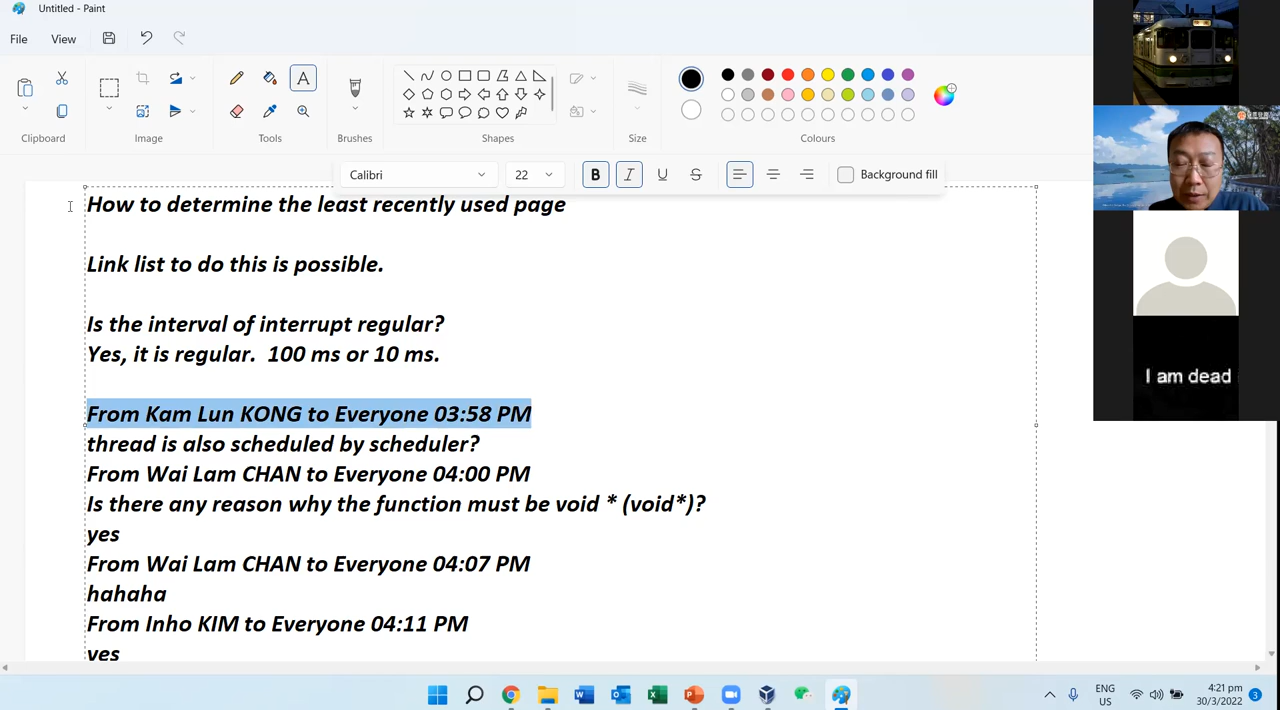 Untitled - Paint
File
View
Clipboard
Image
Tools
Brushes
Shapes
Size
Colours
Calibri
22
B
I
U
S
Background fill
How to determine the least recently used page
Link list to do this is possible.
Is the interval of interrupt regular?
Yes, it is regular.  100 ms or 10 ms.
From Kam Lun KONG to Everyone 03:58 PM
thread is also scheduled by scheduler?
From Wai Lam CHAN to Everyone 04:00 PM
Is there any reason why the function must be void * (void*)?
yes
From Wai Lam CHAN to Everyone 04:07 PM
hahaha
From Inho KIM to Everyone 04:11 PM
yes
I am dead
ENG
US
4:21 pm
30/3/2022
3